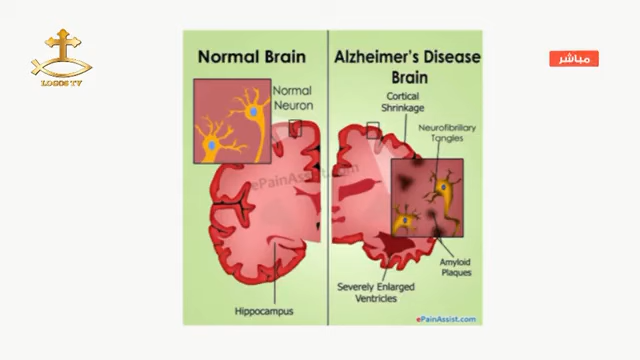 LOGOS TV
مباشر
Normal Brain
Alzheimer's Disease
Brain
Normal
Neuron
Cortical
Shrinkage
Neurofibriliary
Tangles
ePainAssist.com
Amyloid
Plaques
Severely Enlarged
Ventricles
Hippocampus
ePainAssist.com